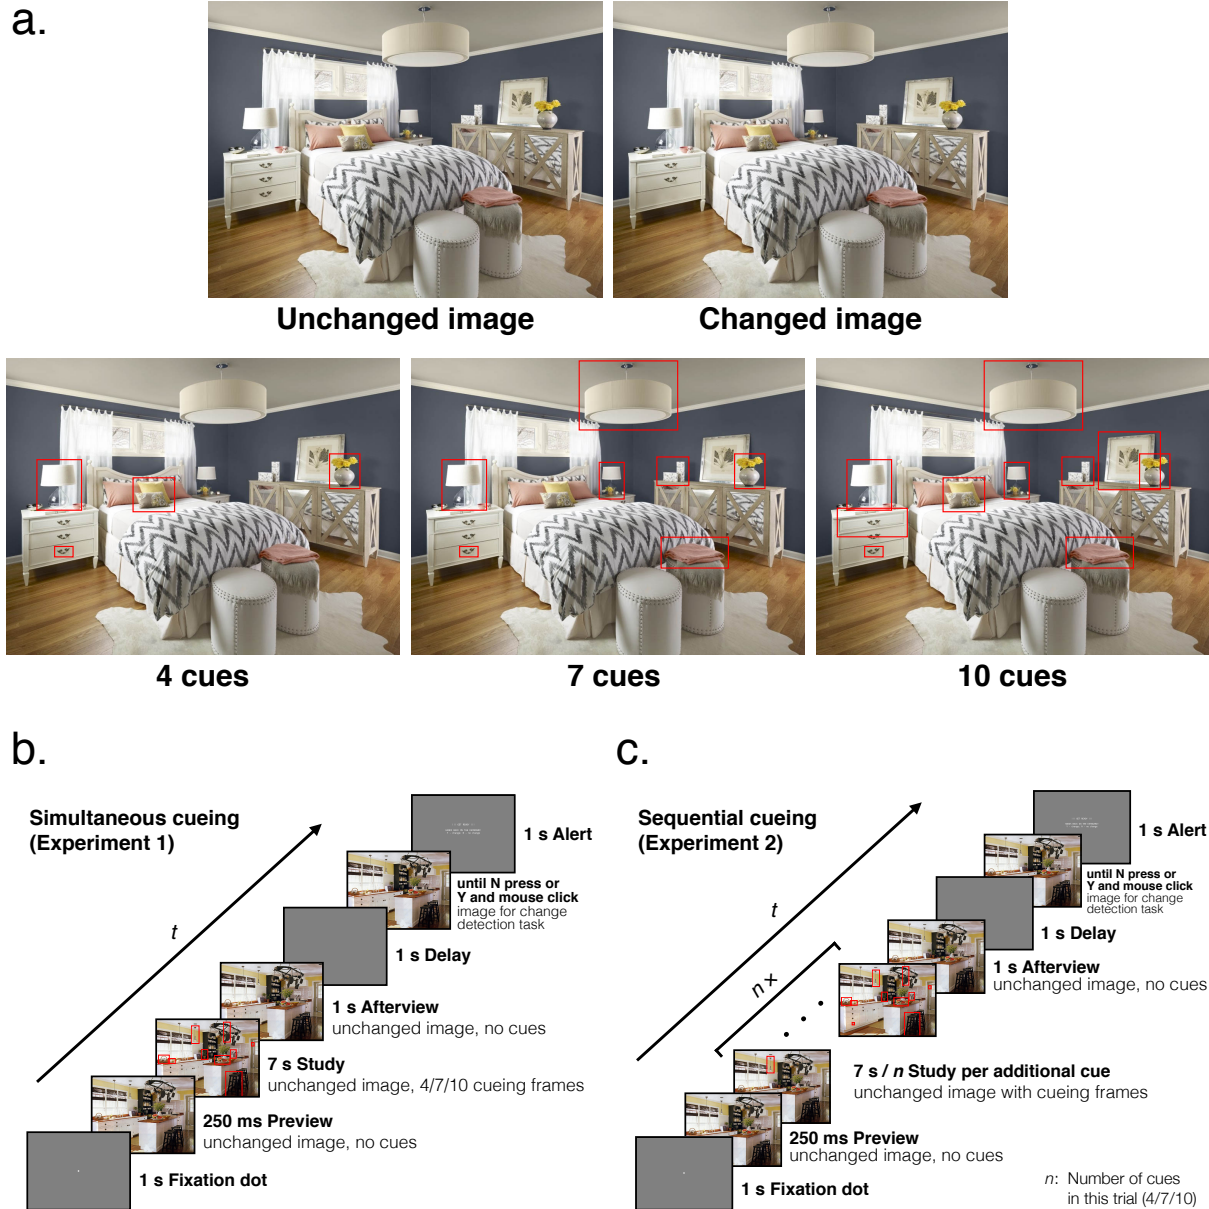 a.
Unchanged image
Changed image
4 cues
7 cues
10 cues
b.
Simultaneous cueing
(Experiment 1)
t
1 s Alert
until N press or
Y and mouse click
image for change
detection task
1 s Delay
1 s Afterview
unchanged image, no cues
7 s Study
unchanged image, 4/7/10 cueing frames
250 ms Preview
unchanged image, no cues
1 s Fixation dot
c.
Sequential cueing
(Experiment 2)
t
n×
1 s Alert
until N press or
Y and mouse click
image for change
detection task
1 s Delay
1 s Afterview
unchanged image, no cues
7 s / n Study per additional cue
unchanged image with cueing frames
250 ms Preview
unchanged image, no cues
1 s Fixation dot
n: Number of cues
in this trial (4/7/10)